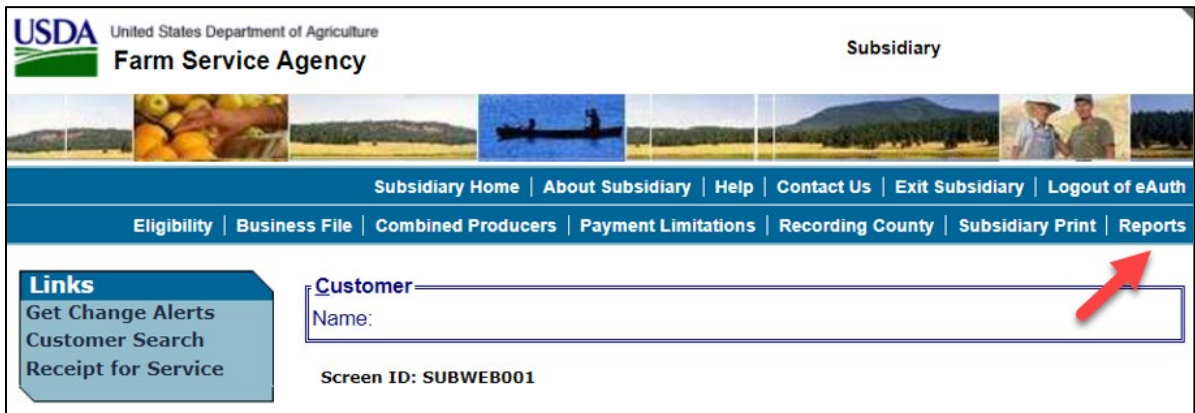 USDA United States Department of Agriculture
Farm Service Agency
Subsidiary
Subsidiary Home | About Subsidiary | Help | Contact Us | Exit Subsidiary | Logout of eAuth
Eligibility | Business File | Combined Producers | Payment Limitations | Recording County | Subsidiary Print | Reports
Links
Get Change Alerts
Customer Search
Receipt for Service
Customer
Name:
Screen ID: SUBWEB001